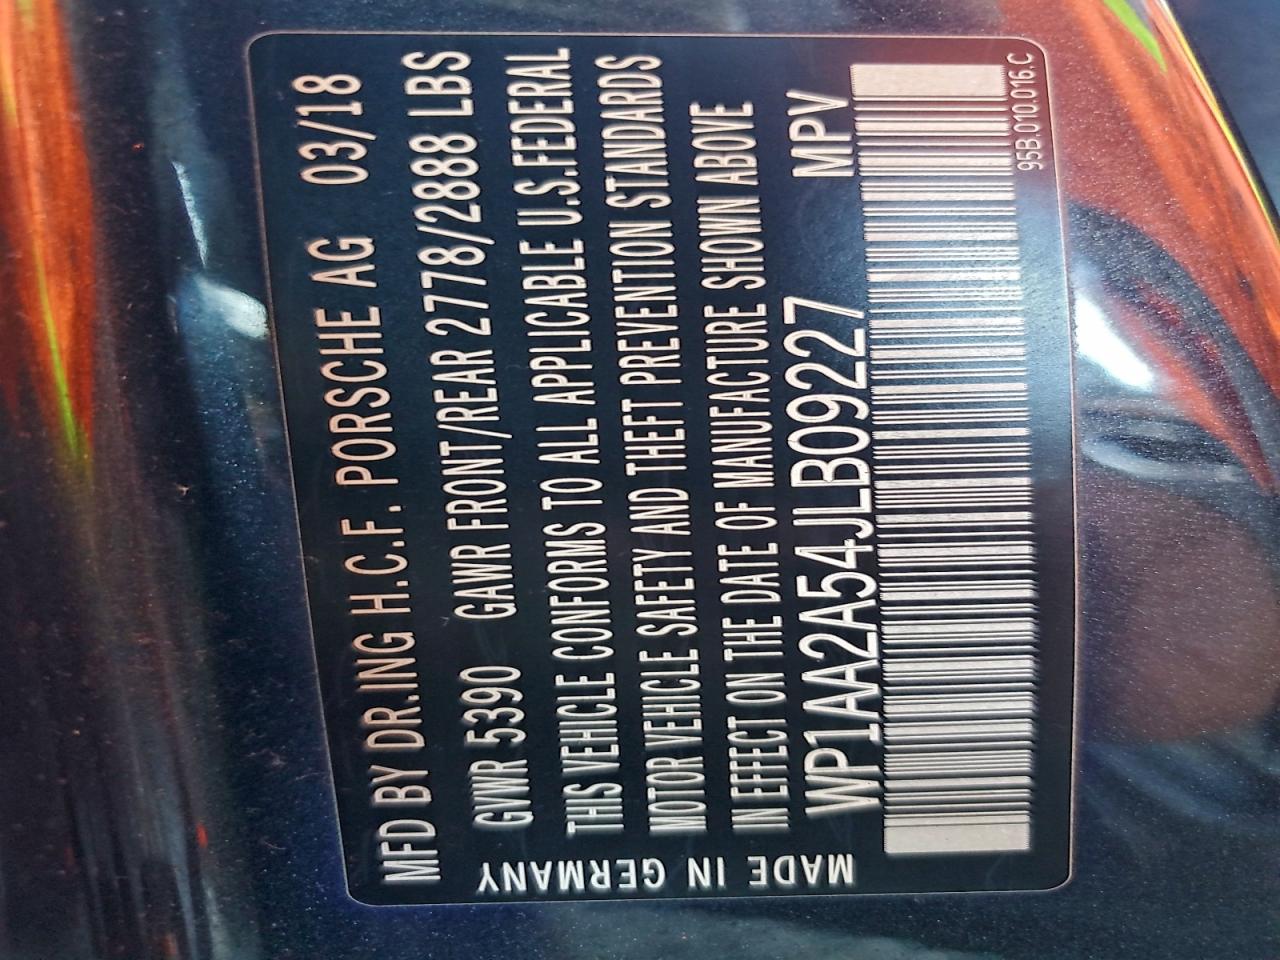 MFD BY DR.ING H.C.F. PORSCHE AG 03/18
GVWR 5390 GAWR FRONT/REAR 2778/2888 LBS
THIS VEHICLE CONFORMS TO ALL APPLICABLE U.S.FEDERAL
MOTOR VEHICLE SAFETY AND THEFT PREVENTION STANDARDS
IN EFFECT ON THE DATE OF MANUFACTURE SHOWN ABOVE
WP1AA2A54JLB09227 MPV
95B.010.016.C
MADE IN GERMANY